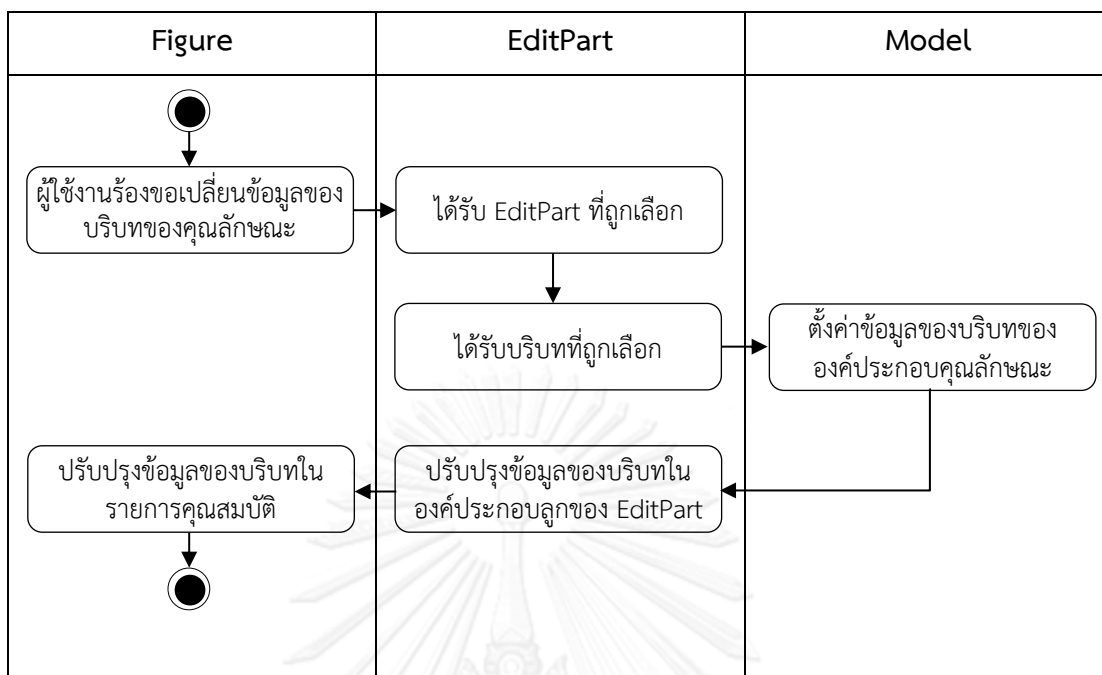 Figure
EditPart
Model
ผู้ใช้งานร้องขอเปลี่ยนข้อมูลของ
บริบทของคุณลักษณะ
ได้รับ EditPart ที่ถูกเลือก
ได้รับบริบทที่ถูกเลือก
ตั้งค่าข้อมูลของบริบทของ
องค์ประกอบคุณลักษณะ
ปรับปรุงข้อมูลของบริบทใน
องค์ประกอบลูกของ EditPart
ปรับปรุงข้อมูลของบริบทใน
รายการคุณสมบัติ